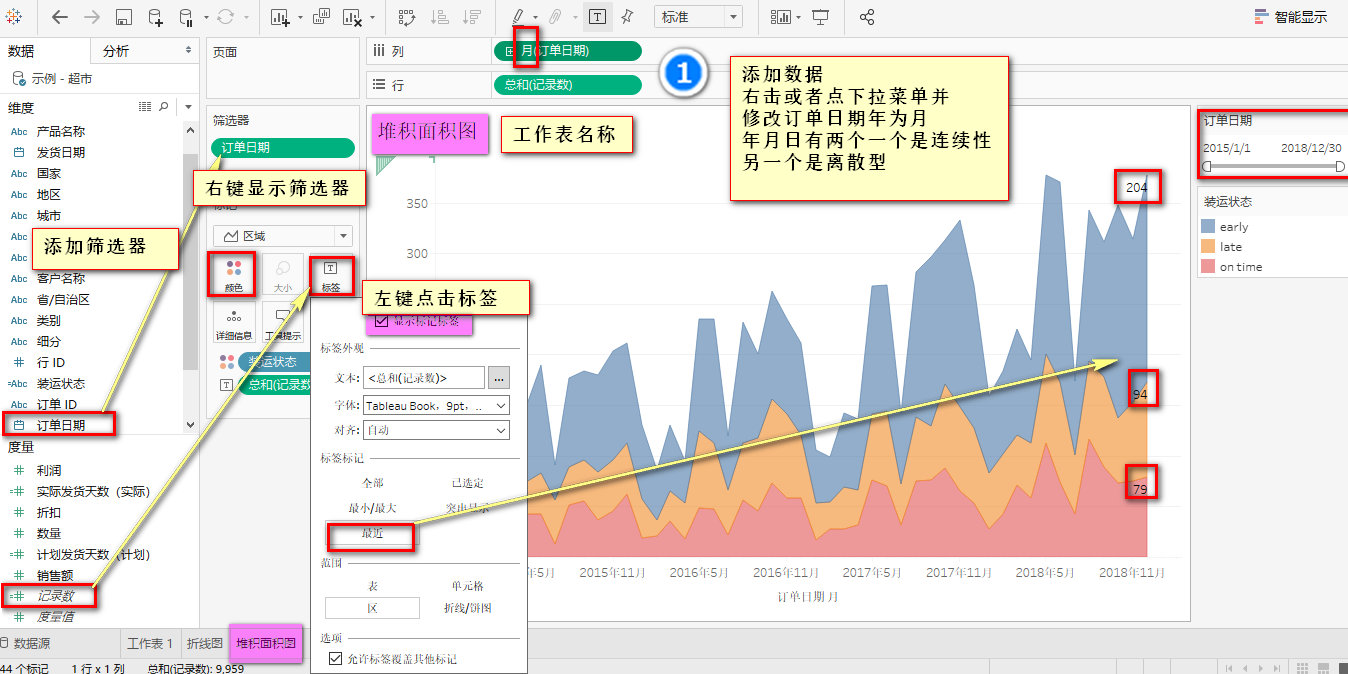 标准
智能显示
数据
分析
示例 - 超市
维度
Abc 产品名称
发货日期
Abc 国家
Abc 地区
Abc 城市
Abc
Abc
Abc 客户名称
Abc 省/自治区
Abc 类别
Abc 细分
行 ID
=Abc 装运状态
Abc 订单 ID
订单日期
度量
利润
实际发货天数（实际）
折扣
数量
计划发货天数（计划）
销售额
记录数
度量值
添加筛选器
页面
筛选器
订单日期
右键显示筛选器
区域
颜色
大小
标签
详细信息
工具提示
装运状态
总和(记录数
左键点击标签
显示标记标签
标签外观
文本:
<总和(记录数)>
...
字体:
Tableau Book, 9pt, ..
对齐:
自动
标签标记
全部
已选定
最小/最大
突出显示
最近
范围
表
单元格
区
折线/饼图
选项
允许标签覆盖其他标记
列
月(订单日期)
行
总和(记录数)
1
添加数据
右击或者点下拉菜单并
修改订单日期年为月
年月日有两个一个是连续性
另一个是离散型
堆积面积图
工作表名称
350
300
204
94
79
年5月
2015年11月
2016年5月
2016年11月
2017年5月
2017年11月
2018年5月
2018年11月
订单日期 月
订单日期
2015/1/1
2018/12/30
装运状态
early
late
on time
数据源
工作表 1
折线图
堆积面积图
44 个标记
1 行 x 1 列
总和(记录数): 9,959